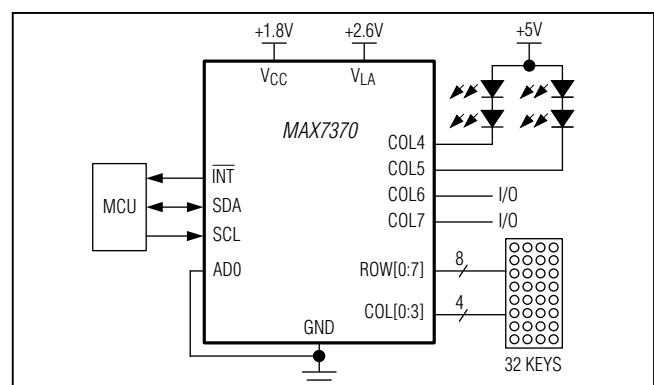 +1.8V
+2.6V
+5V
VCC
VLA
MAX7370
COL4
COL5
COL6
I/O
COL7
I/O
INT
SDA
SCL
MCU
AD0
ROW[0:7]
8
COL[0:3]
4
GND
32 KEYS